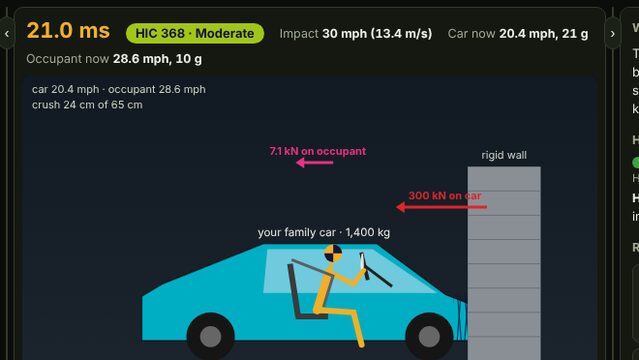 21.0 ms HIC 368 · Moderate Impact 30 mph (13.4 m/s) Car now 20.4 mph, 21 g
Occupant now 28.6 mph, 10 g
car 20.4 mph · occupant 28.6 mph
crush 24 cm of 65 cm
7.1 kN on occupant
rigid wall
300 kN on car
your family car · 1,400 kg